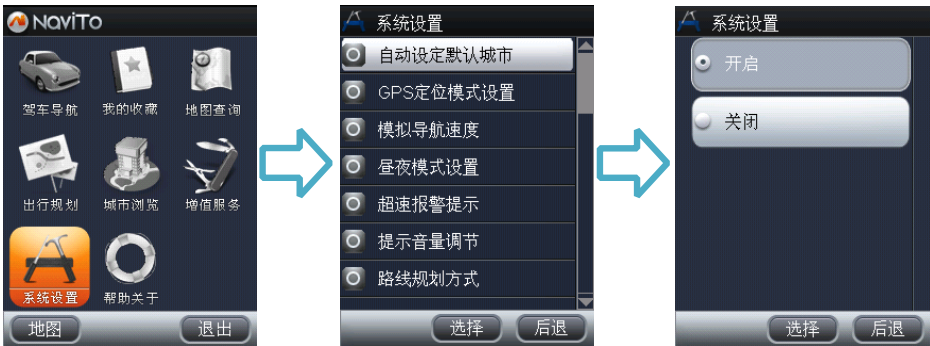 NaviTo
驾车导航 我的收藏 地图查询
出行规划 城市浏览 增值服务
系统设置 帮助关于
地图 退出
系统设置
自动设定默认城市
GPS定位模式设置
模拟导航速度
昼夜模式设置
超速报警提示
提示音量调节
路线规划方式
选择 后退
系统设置
开启
关闭
选择 后退